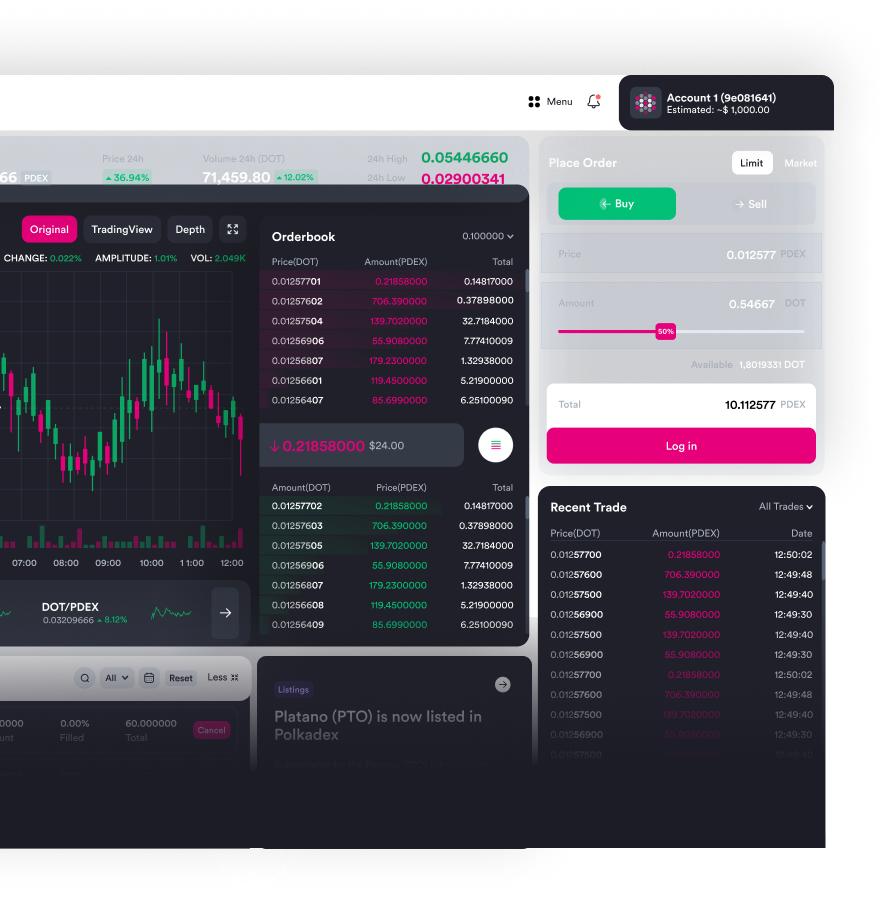 Menu
Account 1 (9e081641)
Estimated: ~$ 1,000.00
Price 24h
Volume 24h (DOT)
24h High 0.05446660
66 PDEX
36.94%
71,459.80 12.02%
24h Low 0.02900341
Place Order
Limit
Market
Buy
Sell
Price 0.012577 PDEX
Amount 0.54667 DOT
50%
Available 1,8019331 DOT
Total 10.112577 PDEX
Log in
Original
TradingView
Depth
CHANGE: 0.022% AMPLITUDE: 1.01% VOL: 2.049K
07:00 08:00 09:00 10:00 11:00 12:00
DOT/PDEX
0.03209666 8.12%
Orderbook 0.100000
Price(DOT) Amount(PDEX) Total
0.01257701 0.21858000 0.14817000
0.01257602 706.390000 0.37898000
0.01257504 139.7020000 32.7184000
0.01256906 55.9080000 7.77410009
0.01256807 179.2300000 1.32938000
0.01256601 119.4500000 5.21900000
0.01256407 85.6990000 6.25100090
0.21858000 $24.00
Amount(DOT) Price(PDEX) Total
0.01257702 0.21858000 0.14817000
0.01257603 706.390000 0.37898000
0.01257505 139.7020000 32.7184000
0.01256906 55.9080000 7.77410009
0.01256807 179.2300000 1.32938000
0.01256608 119.4500000 5.21900000
0.01256409 85.6990000 6.25100090
Recent Trade All Trades
Price(DOT) Amount(PDEX) Date
0.01257700 0.21858000 12:50:02
0.01257600 706.390000 12:49:48
0.01257500 139.7020000 12:49:40
0.01256900 55.9080000 12:49:30
0.01257500 139.7020000 12:49:40
0.01256900 55.9080000 12:49:30
0.01257700 0.21858000 12:50:02
0.01257600 706.390000 12:49:48
0.01257500 139.7020000 12:49:40
0.01256900 55.9080000 12:49:30
0.01257500 139.7020000 12:49:40
All
Reset
Less
0000 0.00% 60.000000
unt Filled Total
Cancel
Listings
Platano (PTO) is now listed in
Polkadex